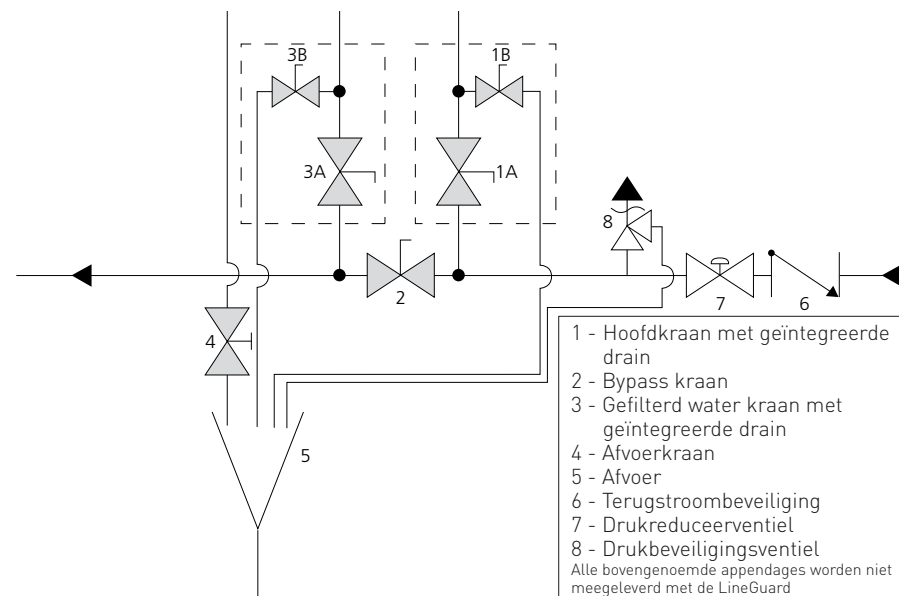 3B
1B
3A
1A
8
2
7
6
4
5
1 - Hoofdkraan met geïntegreerde
drain
2 - Bypass kraan
3 - Gefilterd water kraan met
geïntegreerde drain
4 - Afvoerkraan
5 - Afvoer
6 - Terugstroombeveiliging
7 - Drukreduceerventiel
8 - Drukbeveiligingsventiel
Alle bovengenoemde appendages worden niet
meegeleverd met de LineGuard